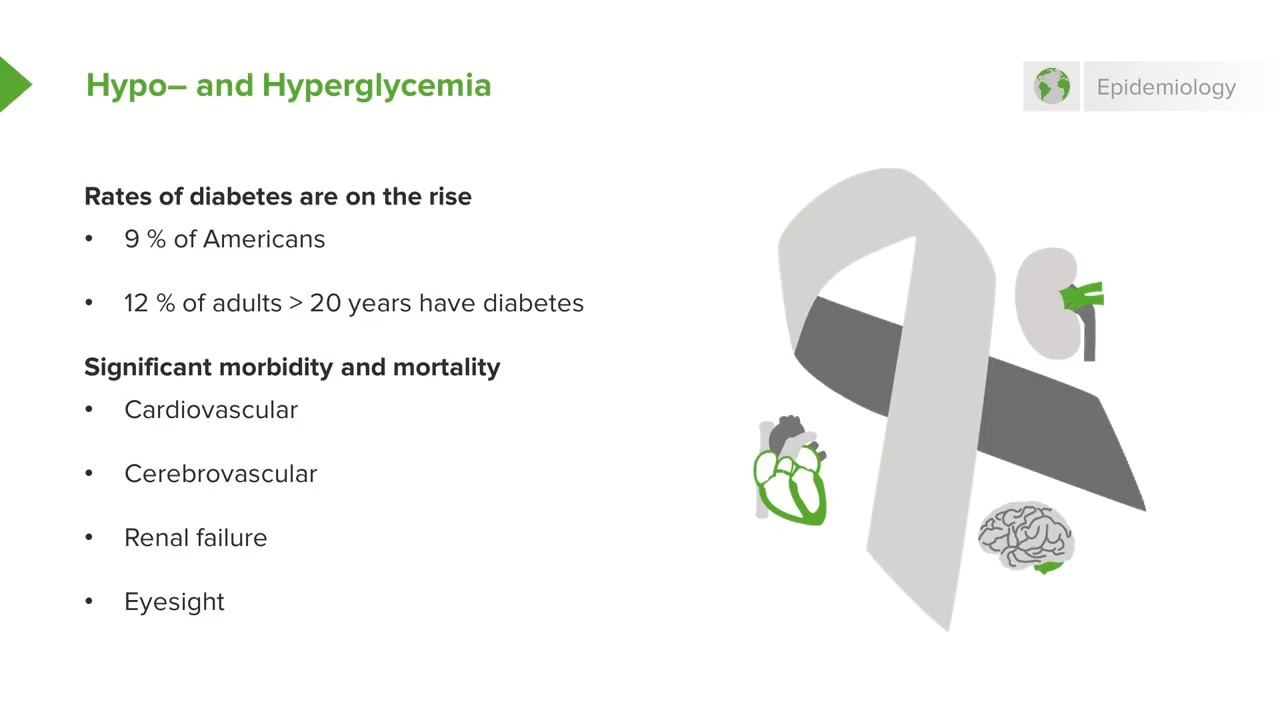 Hypo– and Hyperglycemia
Epidemiology
Rates of diabetes are on the rise
• 9 % of Americans
• 12 % of adults > 20 years have diabetes
Significant morbidity and mortality
• Cardiovascular
• Cerebrovascular
• Renal failure
• Eyesight